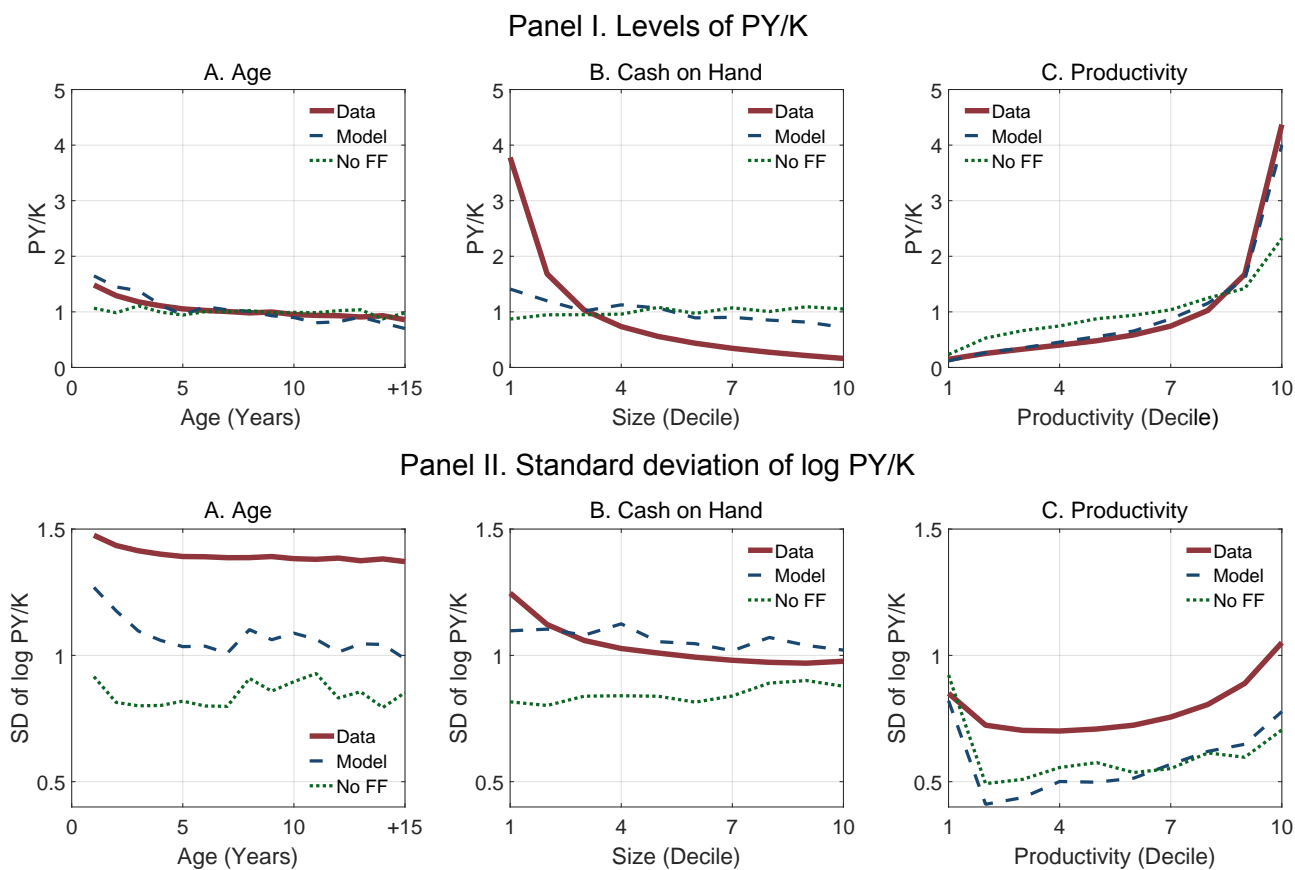 Panel I. Levels of PY/K
A. Age
PY/K
5
4
3
2
1
0
Data
Model
No FF
0
5
10
+15
Age (Years)
B. Cash on Hand
PY/K
5
4
3
2
1
0
Data
Model
No FF
1
4
7
10
Size (Decile)
C. Productivity
PY/K
5
4
3
2
1
0
Data
Model
No FF
1
4
7
10
Productivity (Decile)
Panel II. Standard deviation of log PY/K
A. Age
SD of log PY/K
1.5
1
0.5
Data
Model
No FF
0
5
10
+15
Age (Years)
B. Cash on Hand
SD of log PY/K
1.5
1
0.5
Data
Model
No FF
1
4
7
10
Size (Decile)
C. Productivity
SD of log PY/K
1.5
1
0.5
Data
Model
No FF
1
4
7
10
Productivity (Decile)